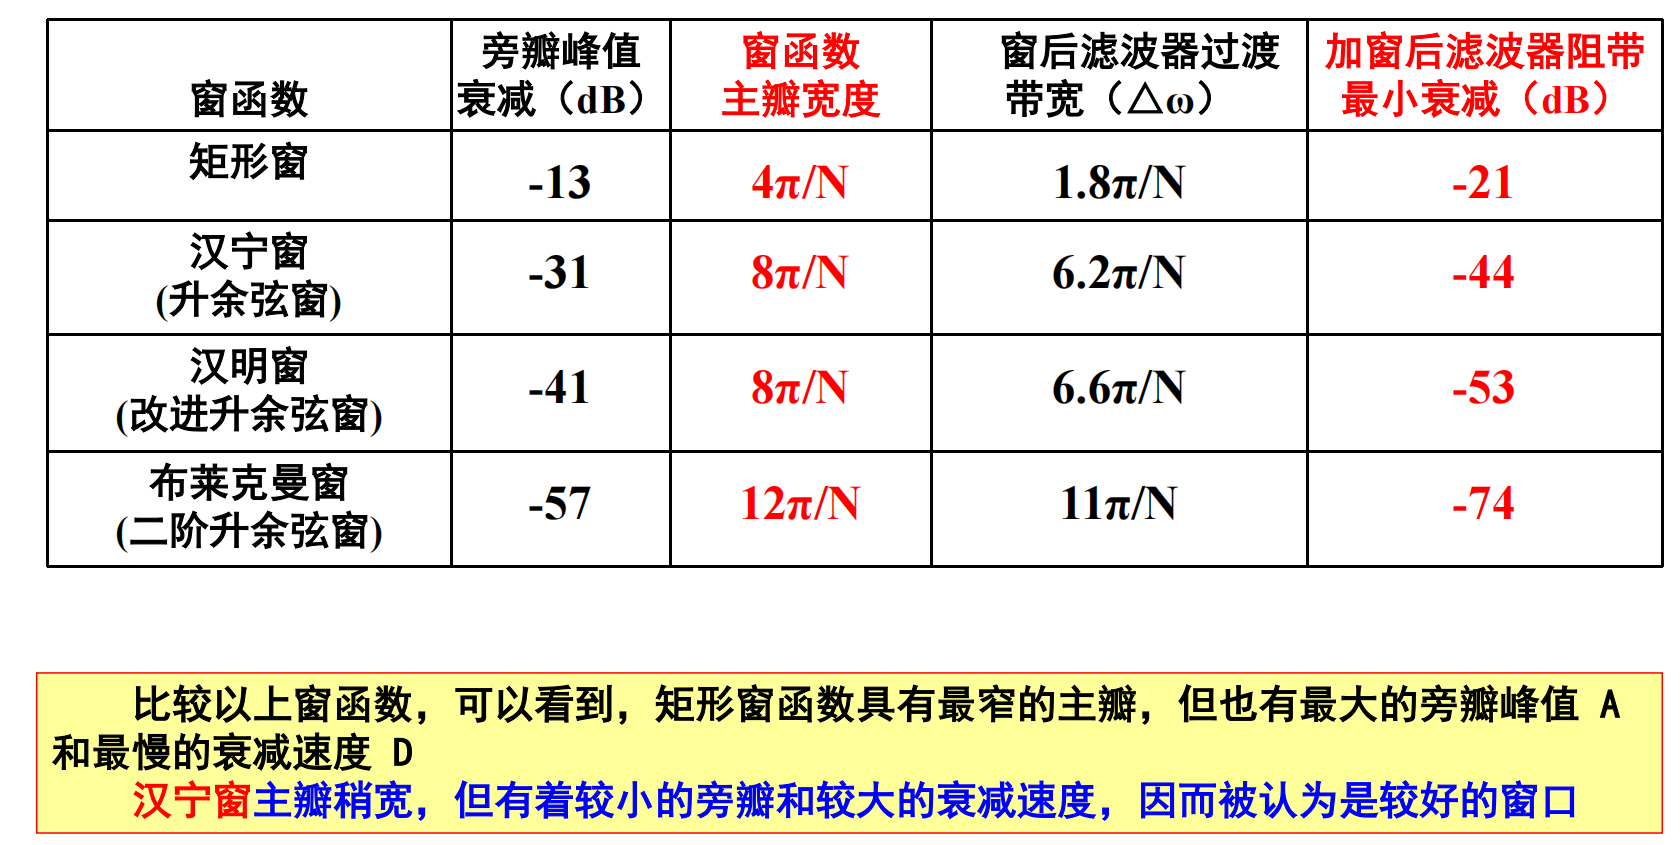 窗函数
旁瓣峰值
衰减（dB）
窗函数
主瓣宽度
窗后滤波器过渡
带宽（△ω）
加窗后滤波器阻带
最小衰减（dB）
矩形窗
-13
4π/N
1.8π/N
-21
汉宁窗
(升余弦窗)
-31
8π/N
6.2π/N
-44
汉明窗
(改进升余弦窗)
-41
8π/N
6.6π/N
-53
布莱克曼窗
(二阶升余弦窗)
-57
12π/N
11π/N
-74
比较以上窗函数，可以看到，矩形窗函数具有最窄的主瓣，但也有最大的旁瓣峰值 A
和最慢的衰减速度 D
汉宁窗主瓣稍宽，但有着较小的旁瓣和较大的衰减速度，因而被认为是较好的窗口